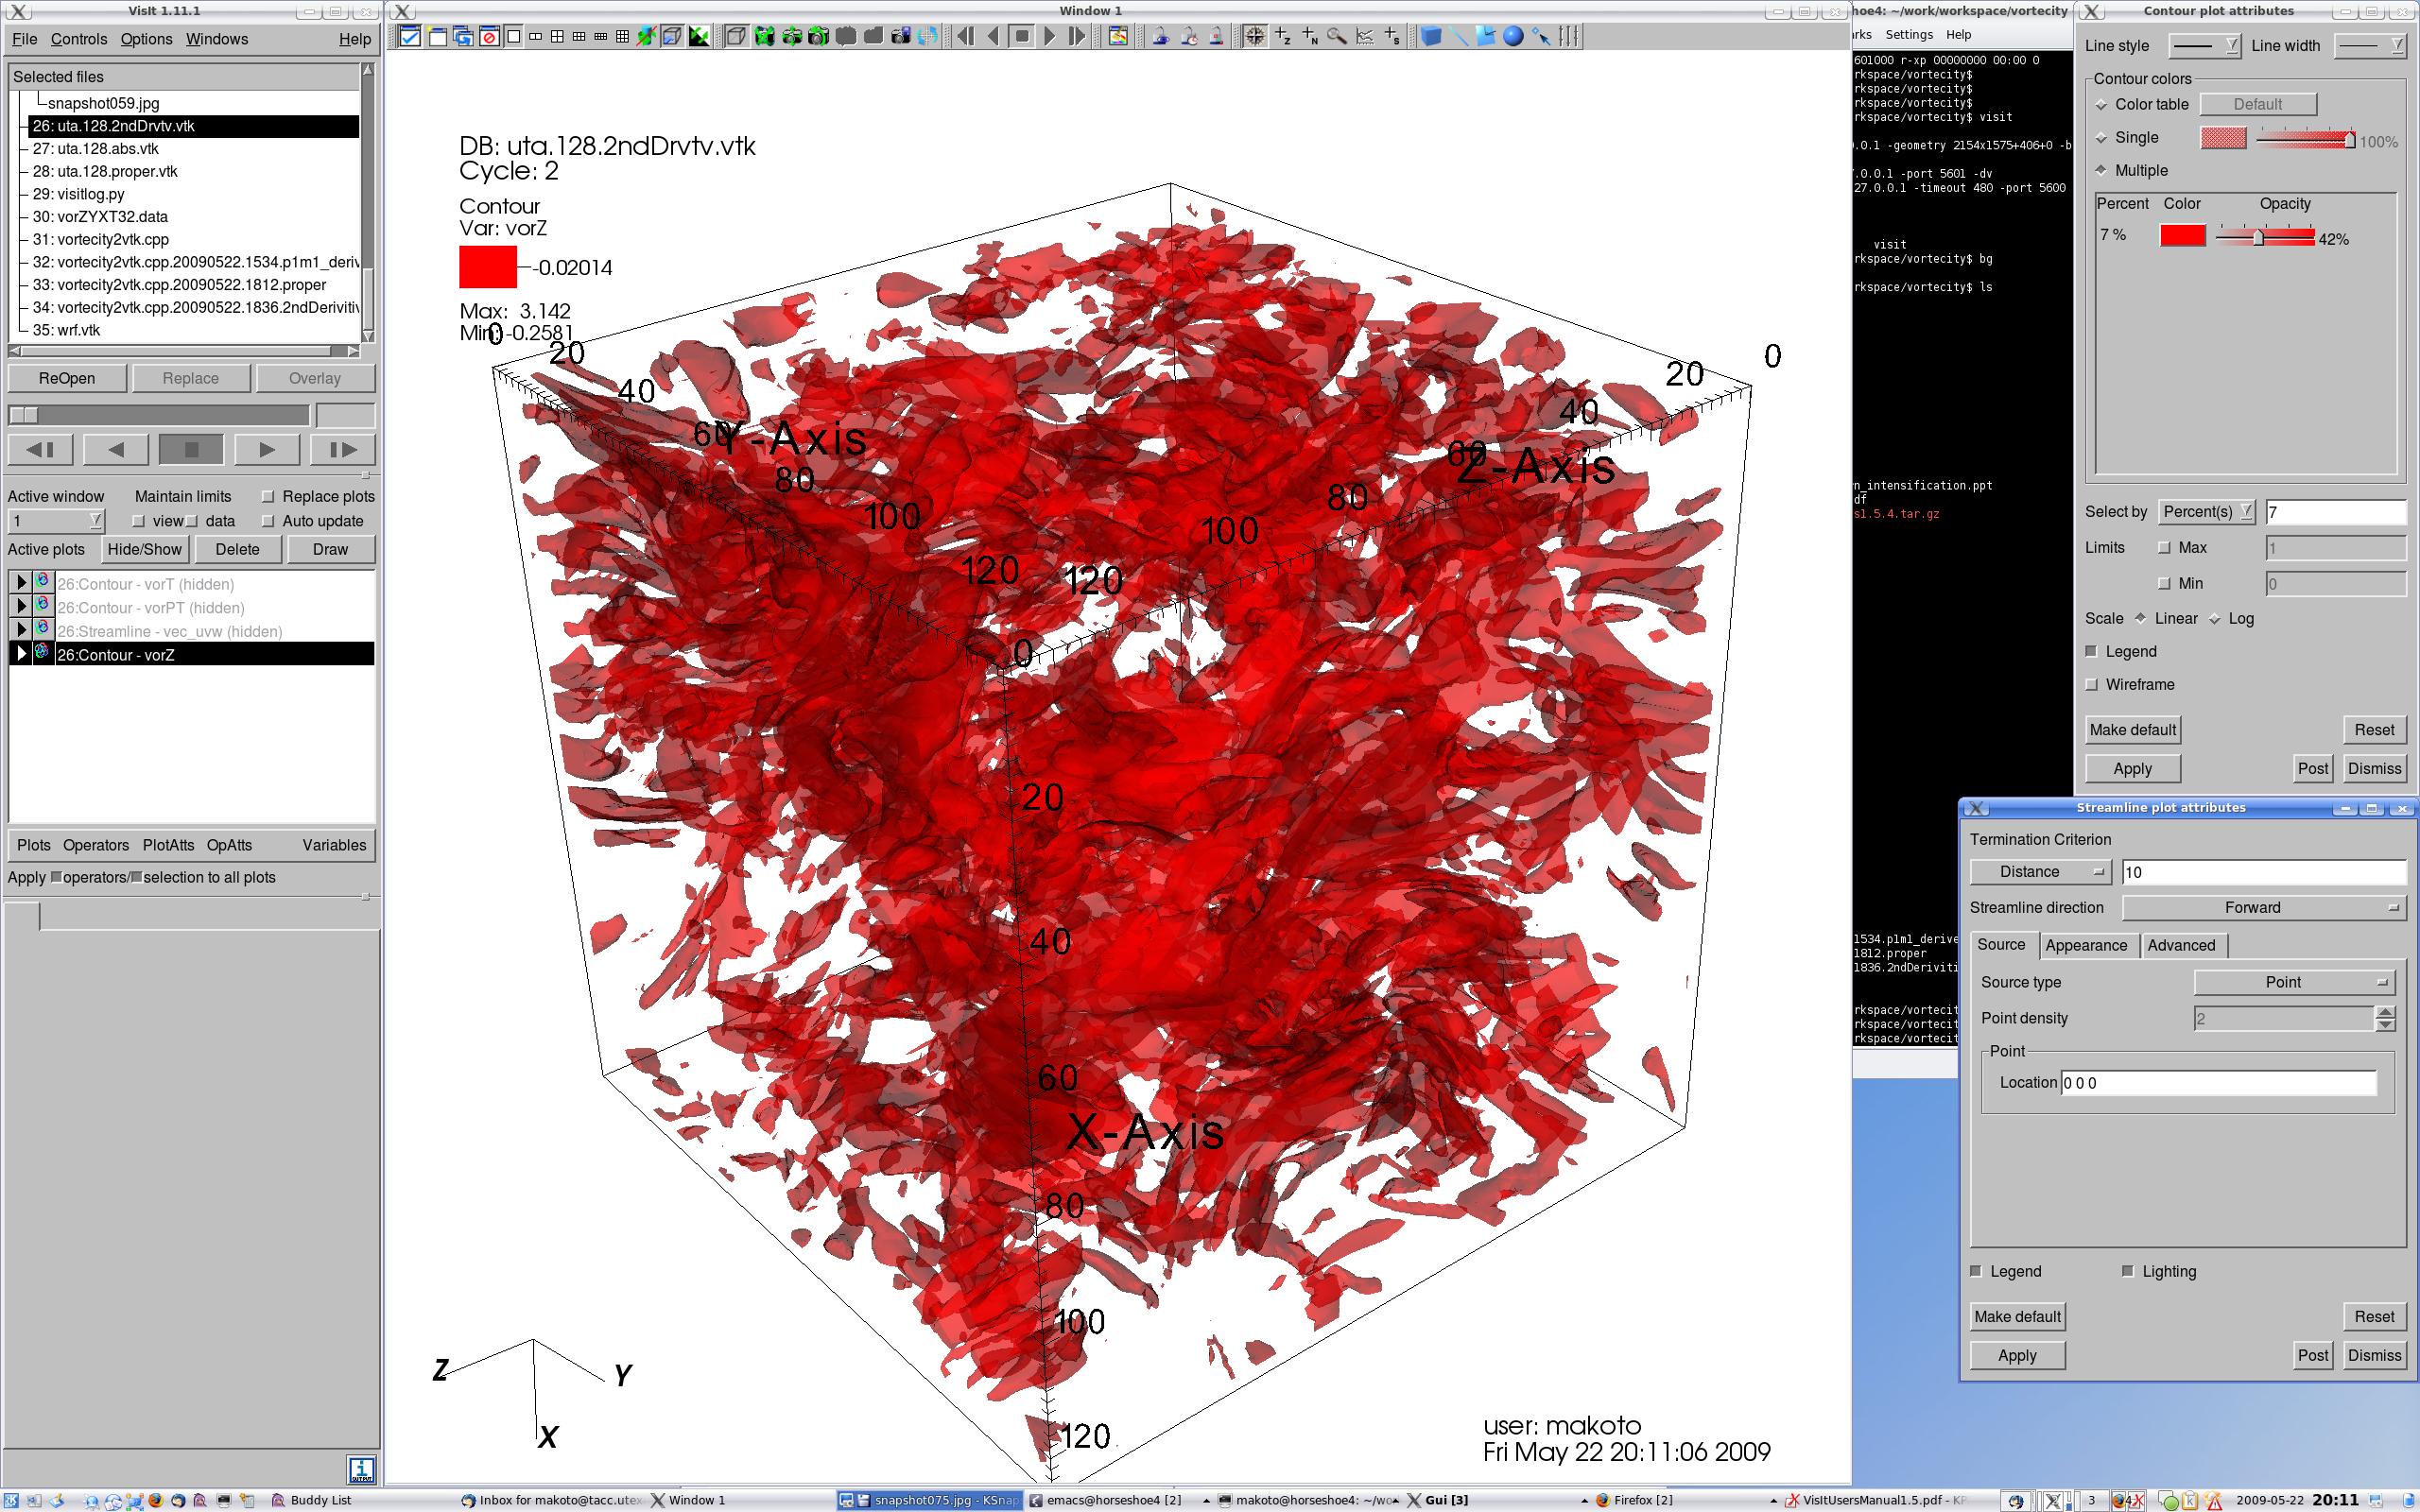 VisIt 1.11.1
File Controls Options Windows Help
Selected files
snapshot059.jpg
26: uta.128.2ndDrvtv.vtk
27: uta.128.abs.vtk
28: uta.128.proper.vtk
29: visitlog.py
30: vorZYXT32.data
31: vortecity2vtk.cpp
32: vortecity2vtk.cpp.20090522.1534.p1m1_deriv
33: vortecity2vtk.cpp.20090522.1812.proper
34: vortecity2vtk.cpp.20090522.1836.2ndDerivitiv
35: wrf.vtk
ReOpen Replace Overlay
Active window Maintain limits Replace plots
1 view data Auto update
Active plots Hide/Show Delete Draw
26:Contour - vorT (hidden)
26:Contour - vorPT (hidden)
26:Streamline - vec_uvw (hidden)
26:Contour - vorZ
Plots Operators PlotAtts OpAtts Variables
Apply operators/ selection to all plots
Window 1
DB: uta.128.2ndDrvtv.vtk
Cycle: 2
Contour
Var: vorZ
-0.02014
Max: 3.142
Min: -0.2581
0 20 40 60 80 100 120
Y-Axis
0 20 40 60 80 100 120
Z-Axis
0
20
40
60
X-Axis
80
100
120
Z Y
X
user: makoto
Fri May 22 20:11:06 2009
hoe4: ~/work/workspace/vortecity
rks Settings Help
601000 r-xp 00000000 00:00 0
rkspace/vortecity$
rkspace/vortecity$
rkspace/vortecity$
rkspace/vortecity$ visit
.0.1 -geometry 2154x1575+406+0 -b
.0.0.1 -port 5601 -dv
27.0.0.1 -timeout 480 -port 5600
visit
rkspace/vortecity$ bg
rkspace/vortecity$ ls
n_intensification.ppt
df
s1.5.4.tar.gz
1534.p1m1_derive
1812.proper
1836.2ndDeriviti
rkspace/vortecit
rkspace/vortecit
rkspace/vortecit
Contour plot attributes
Line style Line width
Contour colors
Color table Default
Single 100%
Multiple
Percent Color Opacity
7 % 42%
Select by Percent(s) 7
Limits Max 1
Min 0
Scale Linear Log
Legend
Wireframe
Make default Reset
Apply Post Dismiss
Streamline plot attributes
Termination Criterion
Distance 10
Streamline direction Forward
Source Appearance Advanced
Source type Point
Point density 2
Point
Location 0 0 0
Legend Lighting
Make default Reset
Apply Post Dismiss
Buddy List Inbox for makoto@tacc.utex Window 1 snapshot075.jpg - KSnap emacs@horseshoe4 [2] makoto@horseshoe4: ~/wo Gui [3] Firefox [2] VisItUsersManual1.5.pdf - KP 3 2009-05-22 20:11